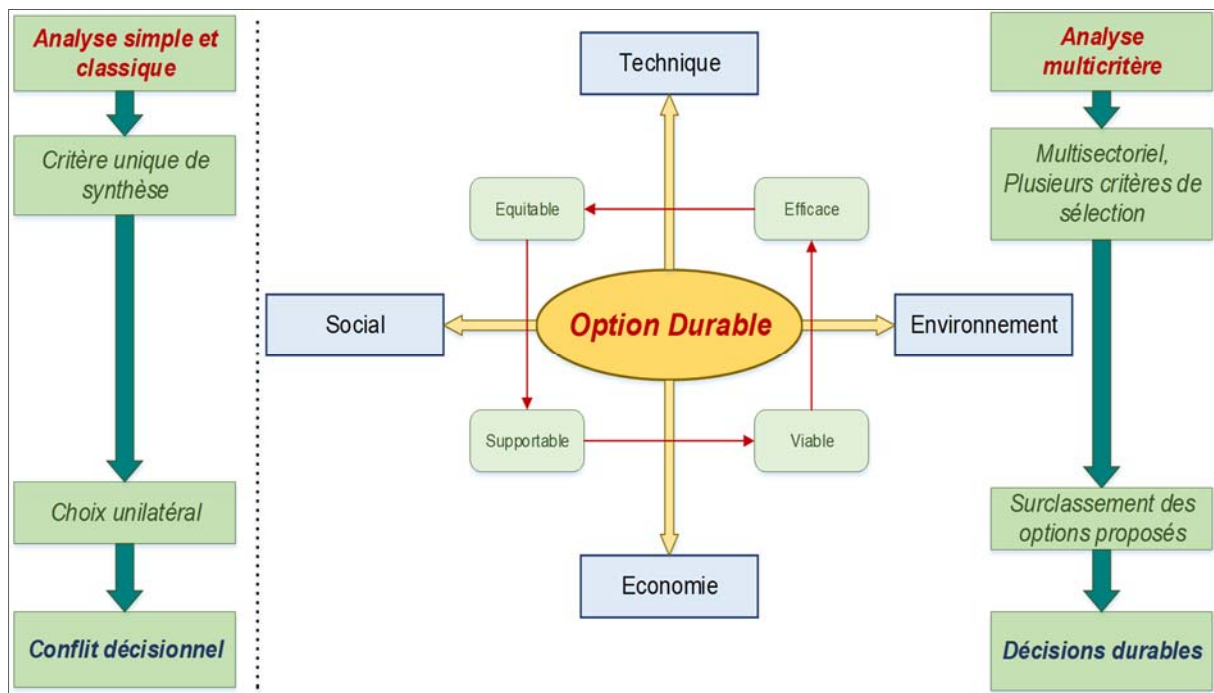 Analyse simple et
classique
Critère unique de
synthèse
Choix unilatéral
Conflit décisionnel
Technique
Equitable
Efficace
Social
Option Durable
Environnement
Supportable
Viable
Economie
Analyse
multicritère
Multisectoriel,
Plusieurs critères de
sélection
Surclassement des
options proposés
Décisions durables